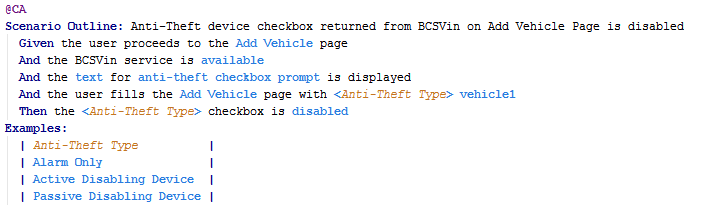 @CA
Scenario Outline: Anti-Theft device checkbox returned from BCSVin on Add Vehicle Page is disabled
Given the user proceeds to the Add Vehicle page
And the BCSVin service is available
And the text for anti-theft checkbox prompt is displayed
And the user fills the Add Vehicle page with <Anti-Theft Type> vehicle1
Then the <Anti-Theft Type> checkbox is disabled
Examples:
| Anti-Theft Type |
| Alarm Only |
| Active Disabling Device |
| Passive Disabling Device |